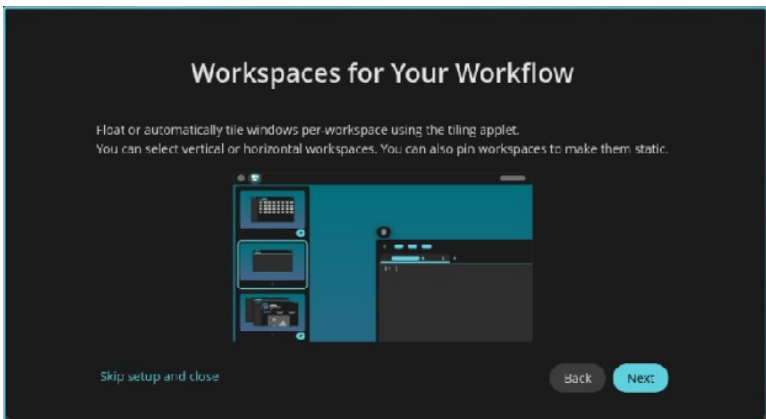 Workspaces for Your Workflow
Float or automatically tile windows per-workspace using the tiling applet.
You can select vertical or horizontal workspaces. You can also pin workspaces to make them static.
Skip setup and close
Back
Next